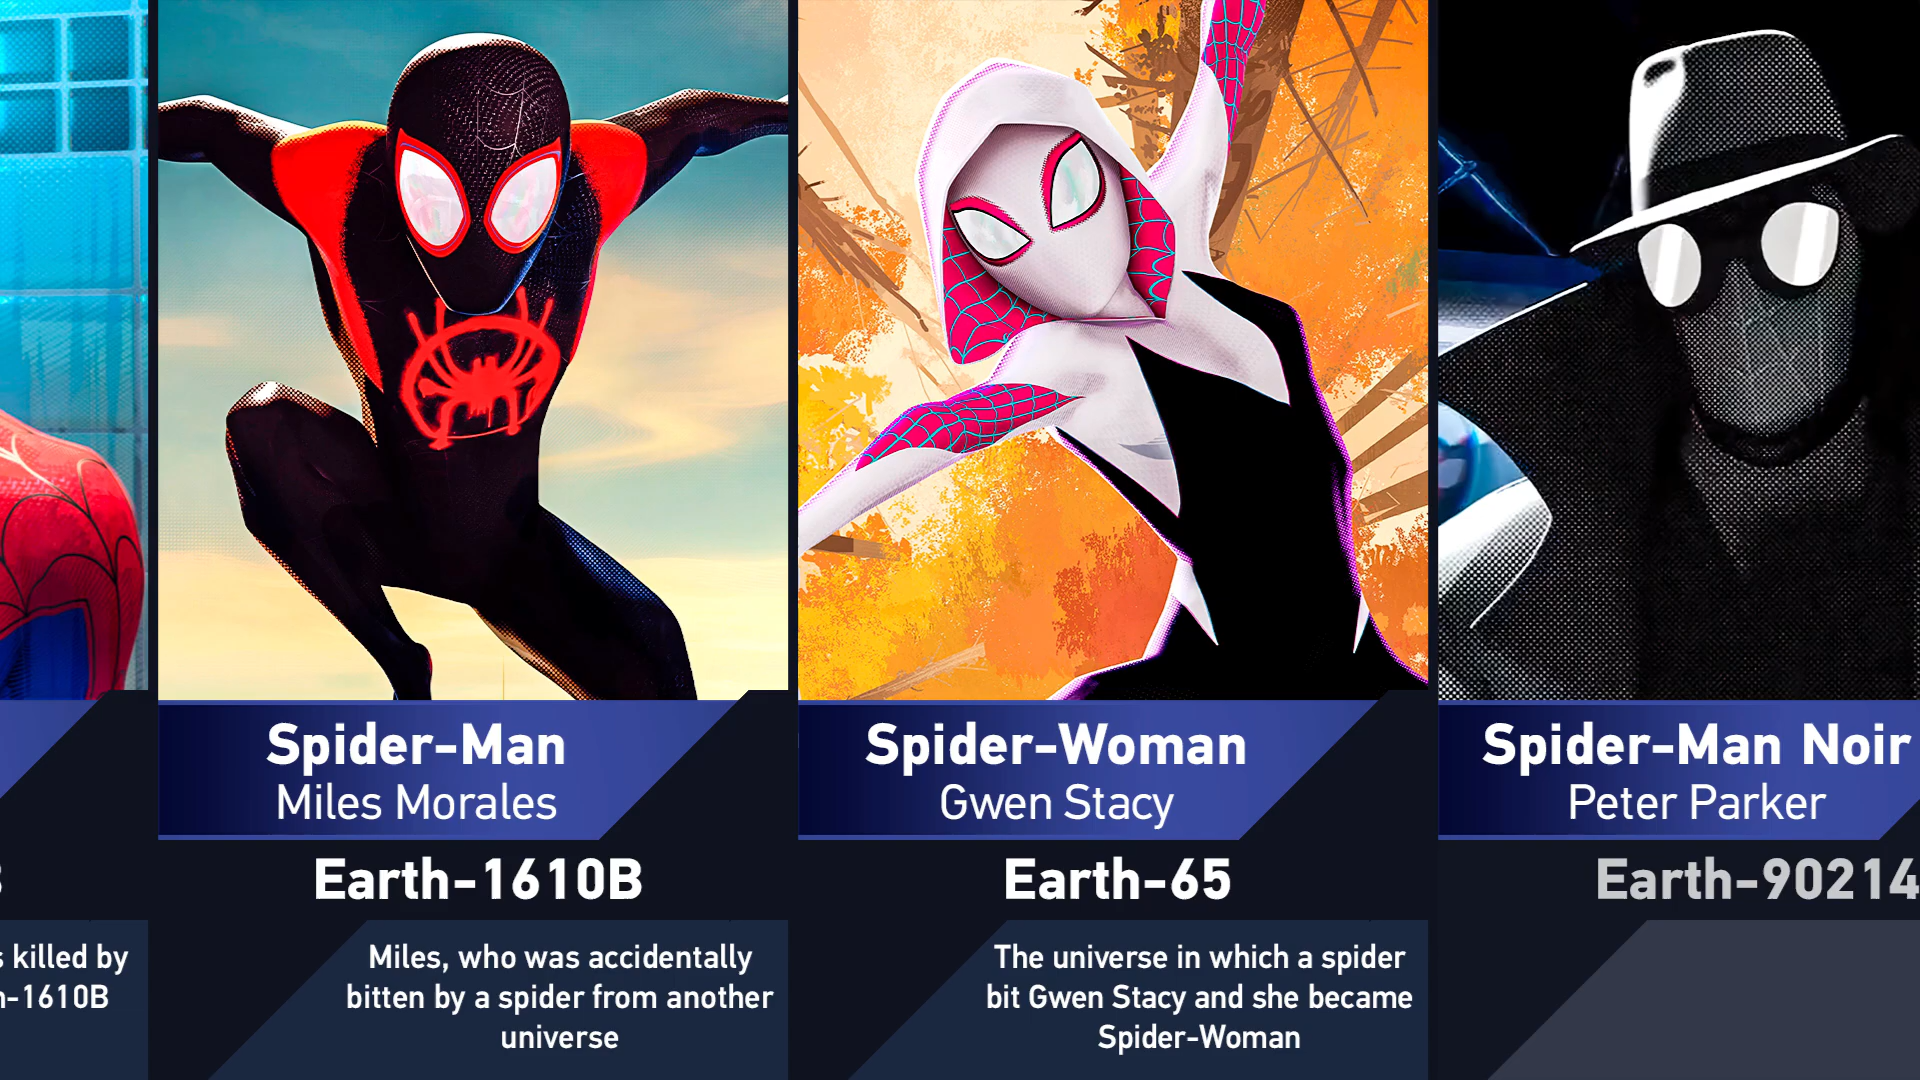 s killed by
-1610B
Spider-Man
Miles Morales
Earth-1610B
Miles, who was accidentally
bitten by a spider from another
universe
Spider-Woman
Gwen Stacy
Earth-65
The universe in which a spider
bit Gwen Stacy and she became
Spider-Woman
Spider-Man Noir
Peter Parker
Earth-90214